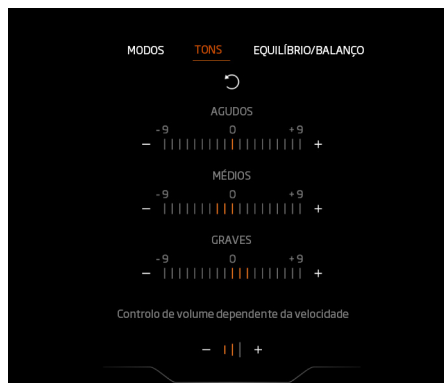 MODOS TONS EQUILÍBRIO/BALANÇO
AGUDOS
-9 0 +9
− +
MÉDIOS
-9 0 +9
− +
GRAVES
-9 0 +9
− +
Controlo de volume dependente da velocidade
− +